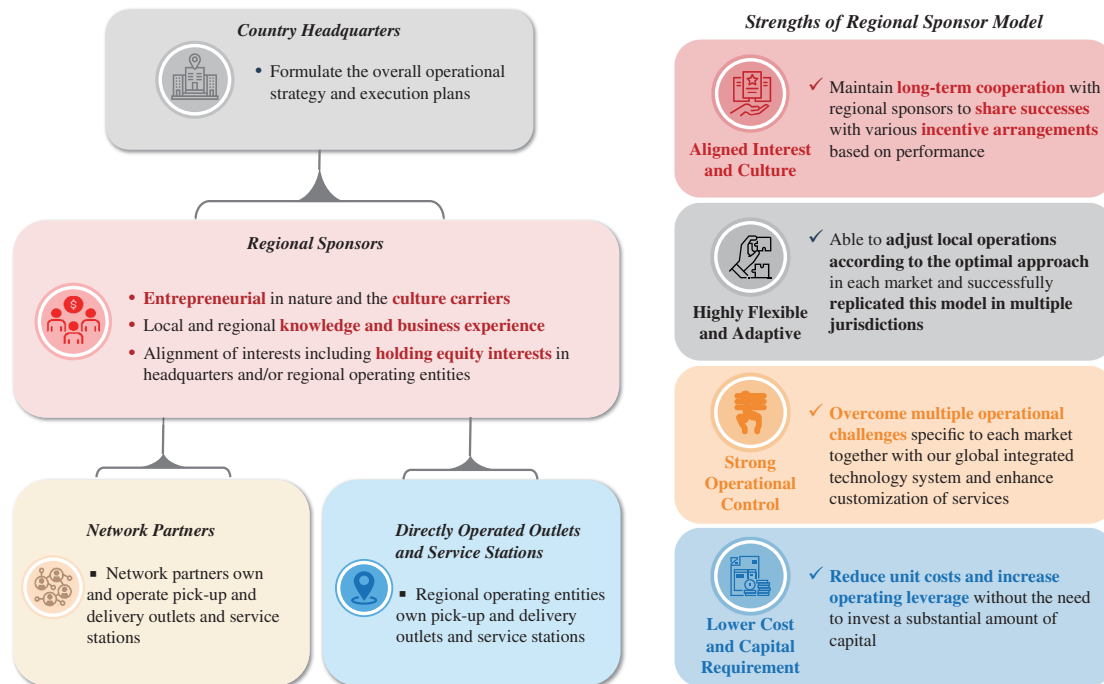 Country Headquarters
• Formulate the overall operational
strategy and execution plans
Regional Sponsors
$
• Entrepreneurial in nature and the culture carriers
• Local and regional knowledge and business experience
• Alignment of interests including holding equity interests in
headquarters and/or regional operating entities
Network Partners
▪ Network partners own
and operate pick-up and
delivery outlets and service
stations
Directly Operated Outlets
and Service Stations
▪ Regional operating entities
own pick-up and delivery
outlets and service stations
Strengths of Regional Sponsor Model
Aligned Interest
and Culture
✓ Maintain long-term cooperation with
regional sponsors to share successes
with various incentive arrangements
based on performance
Highly Flexible
and Adaptive
✓ Able to adjust local operations
according to the optimal approach
in each market and successfully
replicated this model in multiple
jurisdictions
Strong
Operational
Control
✓ Overcome multiple operational
challenges specific to each market
together with our global integrated
technology system and enhance
customization of services
Lower Cost
and Capital
Requirement
✓ Reduce unit costs and increase
operating leverage without the need
to invest a substantial amount of
capital